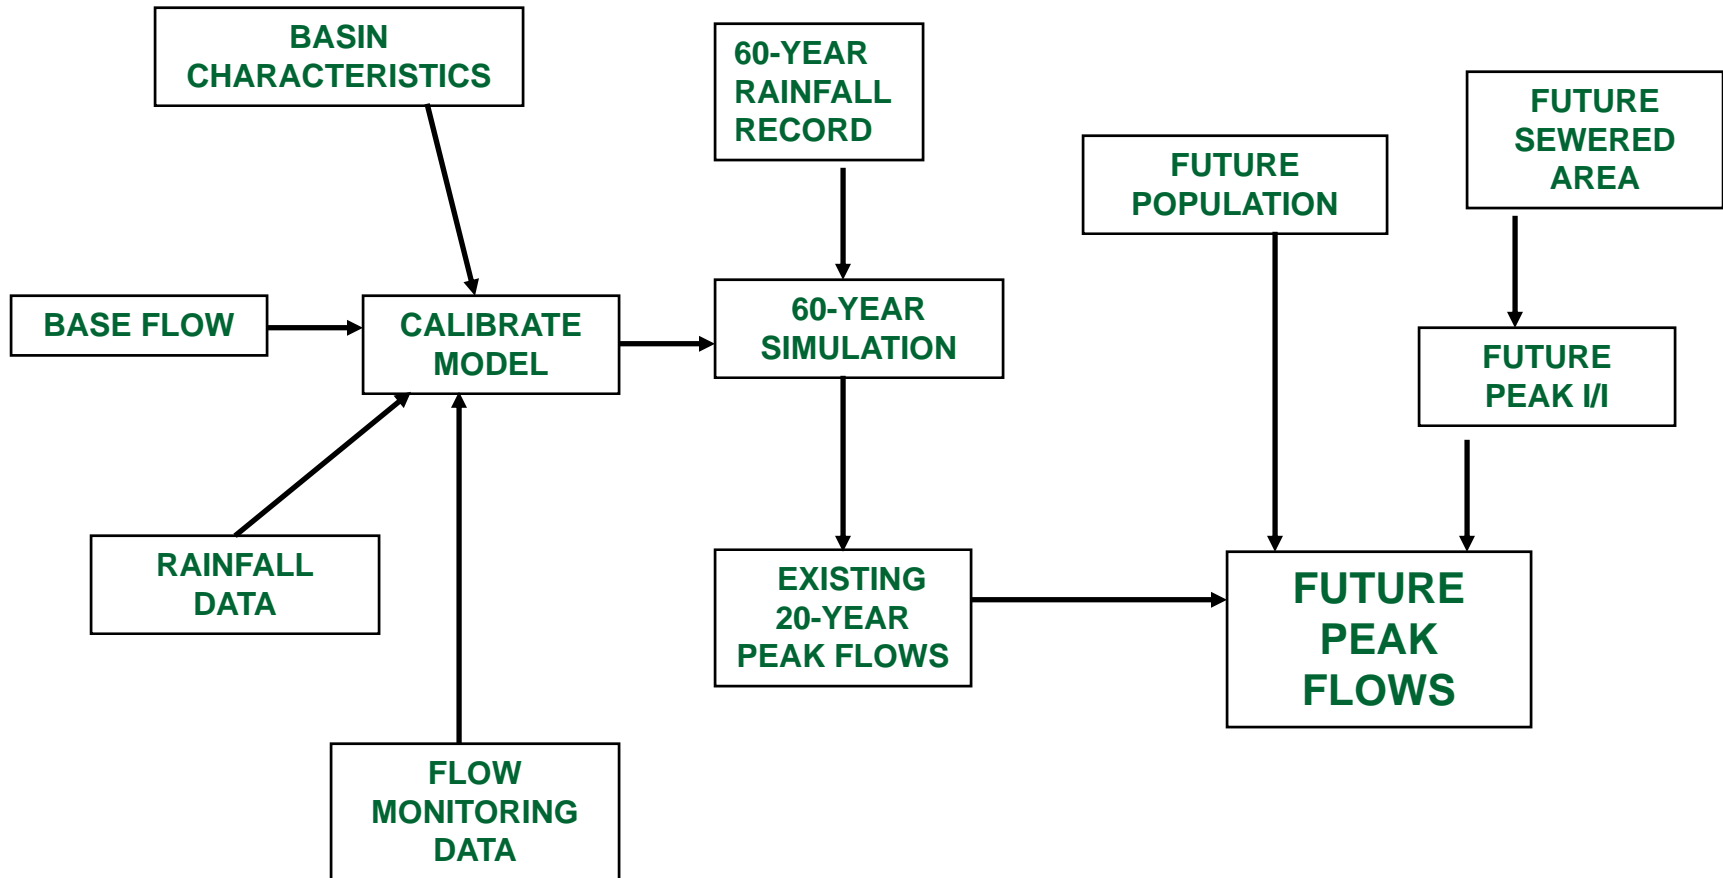 BASIN
CHARACTERISTICS
60-YEAR
RAINFALL
RECORD
FUTURE
SEWERED
AREA
FUTURE
POPULATION
BASE FLOW
CALIBRATE
MODEL
60-YEAR
SIMULATION
FUTURE
PEAK I/I
RAINFALL
DATA
EXISTING
20-YEAR
PEAK FLOWS
FUTURE
PEAK
FLOWS
FLOW
MONITORING
DATA